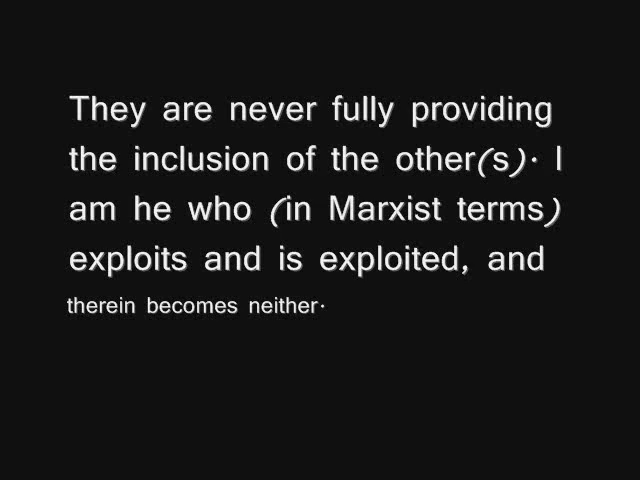 They are never fully providing
the inclusion of the other(s). I
am he who (in Marxist terms)
exploits and is exploited, and
therein becomes neither.